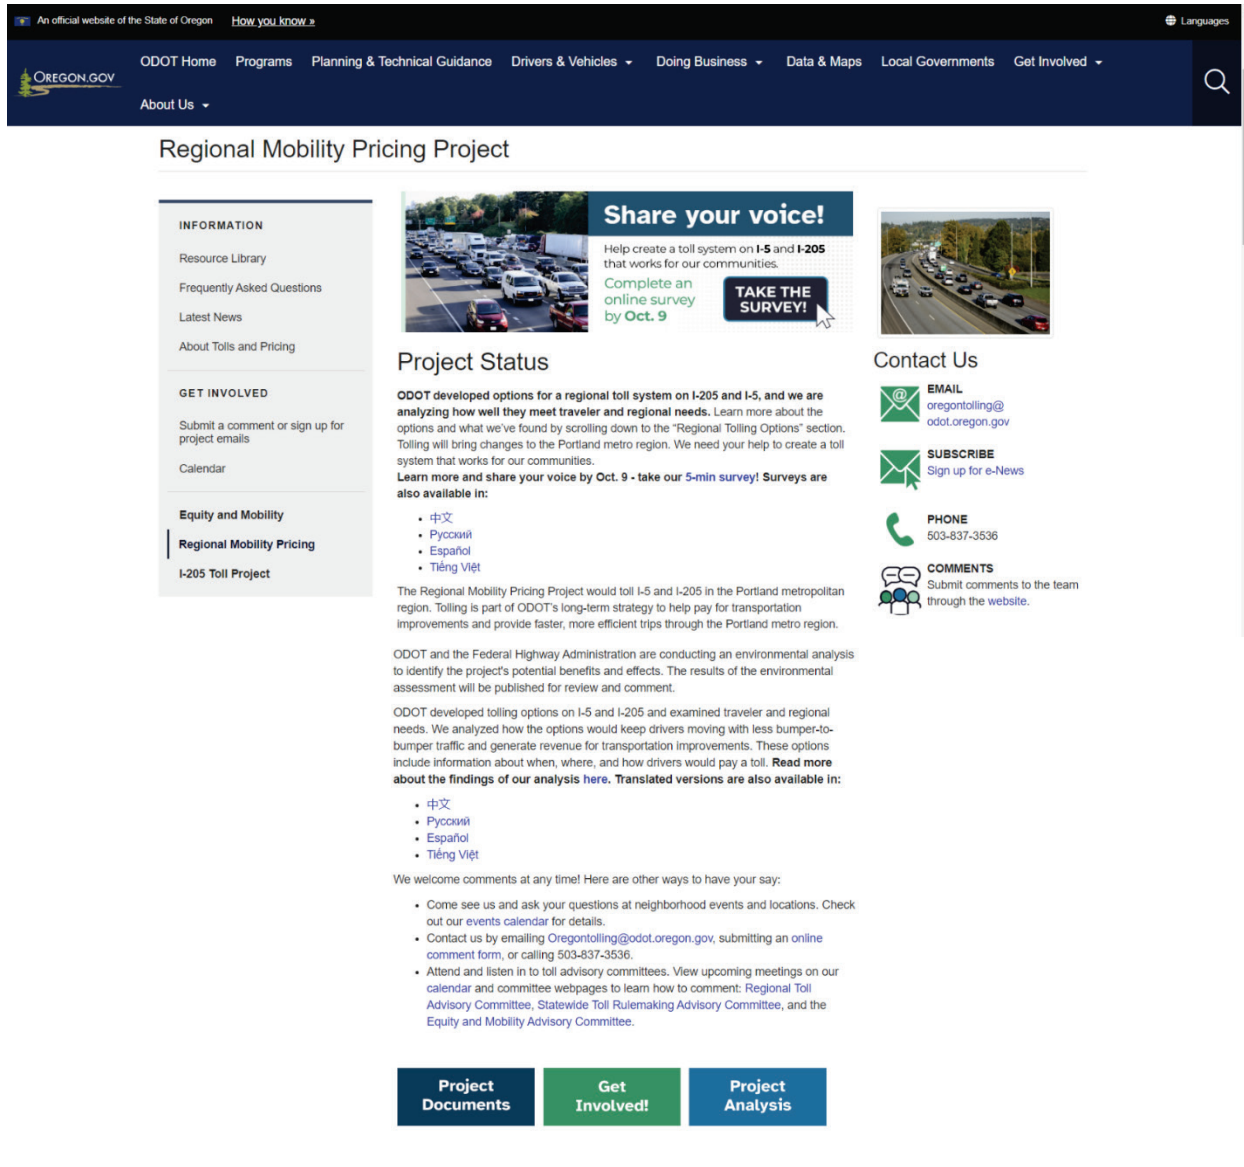 An official website of the State of Oregon How you know »
Languages
OREGON.GOV
ODOT Home Programs Planning & Technical Guidance Drivers & Vehicles Doing Business Data & Maps Local Governments Get Involved
About Us
Regional Mobility Pricing Project
INFORMATION
Resource Library
Frequently Asked Questions
Latest News
About Tolls and Pricing
GET INVOLVED
Submit a comment or sign up for
project emails
Calendar
Equity and Mobility
Regional Mobility Pricing
I-205 Toll Project
Share your voice!
Help create a toll system on I-5 and I-205
that works for our communities.
Complete an
online survey
by Oct. 9
TAKE THE
SURVEY!
Project Status
ODOT developed options for a regional toll system on I-205 and I-5, and we are
analyzing how well they meet traveler and regional needs. Learn more about the
options and what we've found by scrolling down to the “Regional Tolling Options” section.
Tolling will bring changes to the Portland metro region. We need your help to create a toll
system that works for our communities.
Learn more and share your voice by Oct. 9 - take our 5-min survey! Surveys are
also available in:
• 中文
• Русский
• Español
• Tiếng Việt
The Regional Mobility Pricing Project would toll I-5 and I-205 in the Portland metropolitan
region. Tolling is part of ODOT's long-term strategy to help pay for transportation
improvements and provide faster, more efficient trips through the Portland metro region.
ODOT and the Federal Highway Administration are conducting an environmental analysis
to identify the project's potential benefits and effects. The results of the environmental
assessment will be published for review and comment.
ODOT developed tolling options on I-5 and I-205 and examined traveler and regional
needs. We analyzed how the options would keep drivers moving with less bumper-to-
bumper traffic and generate revenue for transportation improvements. These options
include information about when, where, and how drivers would pay a toll. Read more
about the findings of our analysis here. Translated versions are also available in:
• 中文
• Русский
• Español
• Tiếng Việt
We welcome comments at any time! Here are other ways to have your say:
• Come see us and ask your questions at neighborhood events and locations. Check
out our events calendar for details.
• Contact us by emailing Oregontolling@odot.oregon.gov, submitting an online
comment form, or calling 503-837-3536.
• Attend and listen in to toll advisory committees. View upcoming meetings on our
calendar and committee webpages to learn how to comment: Regional Toll
Advisory Committee, Statewide Toll Rulemaking Advisory Committee, and the
Equity and Mobility Advisory Committee.
Project
Documents
Get
Involved!
Project
Analysis
Contact Us
EMAIL
oregontolling@
odot.oregon.gov
SUBSCRIBE
Sign up for e-News
PHONE
503-837-3536
COMMENTS
Submit comments to the team
through the website.